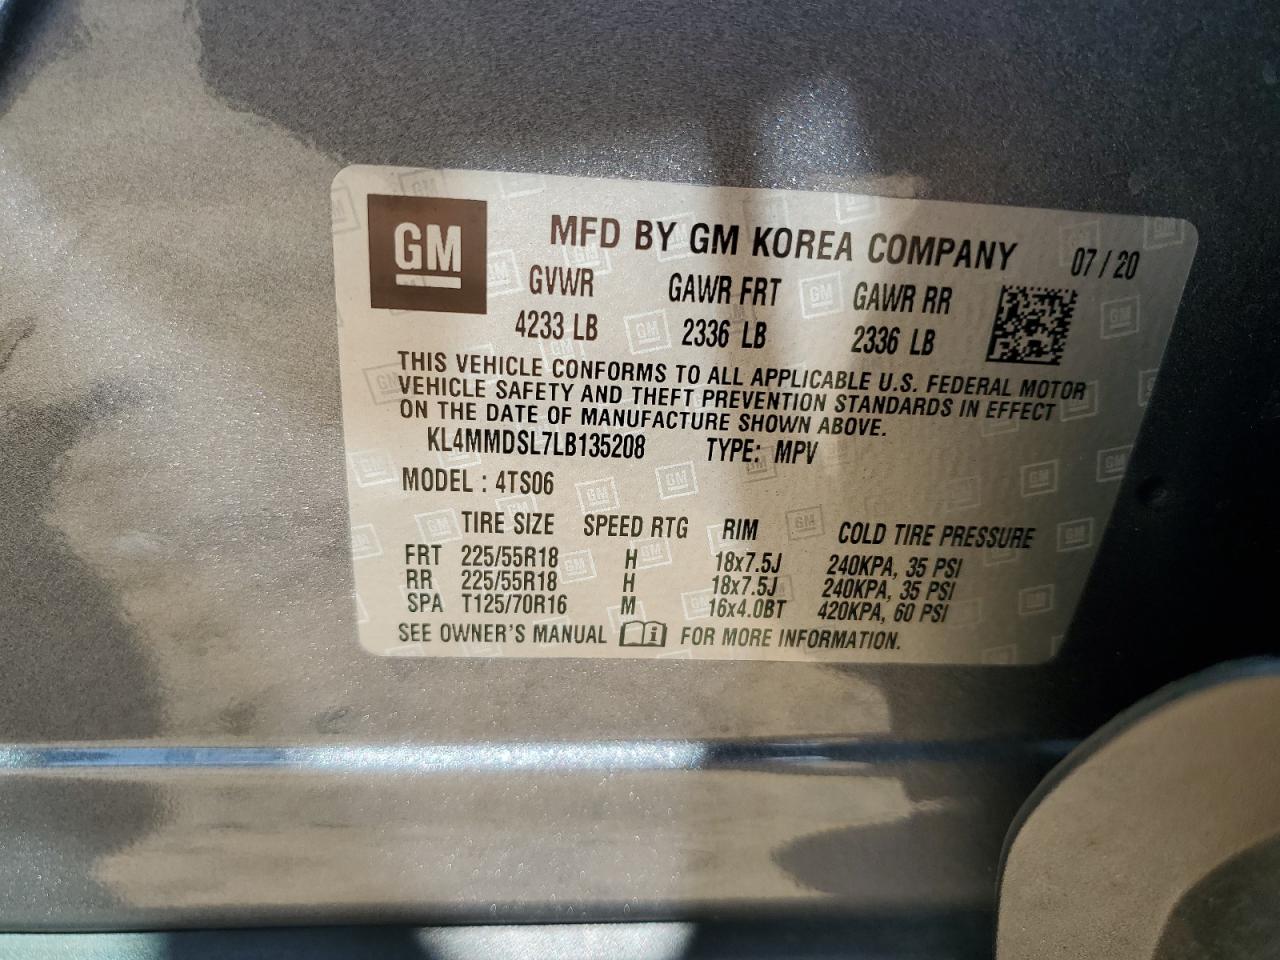 GM MFD BY GM KOREA COMPANY 07/20
GVWR GAWR FRT GAWR RR
4233 LB 2336 LB 2336 LB
THIS VEHICLE CONFORMS TO ALL APPLICABLE U.S. FEDERAL MOTOR
VEHICLE SAFETY AND THEFT PREVENTION STANDARDS IN EFFECT
ON THE DATE OF MANUFACTURE SHOWN ABOVE.
KL4MMDSL7LB135208 TYPE: MPV
MODEL : 4TS06
TIRE SIZE SPEED RTG RIM COLD TIRE PRESSURE
FRT 225/55R18 H 18x7.5J 240KPA, 35 PSI
RR 225/55R18 H 18x7.5J 240KPA, 35 PSI
SPA T125/70R16 M 16x4.0BT 420KPA, 60 PSI
SEE OWNER'S MANUAL FOR MORE INFORMATION.